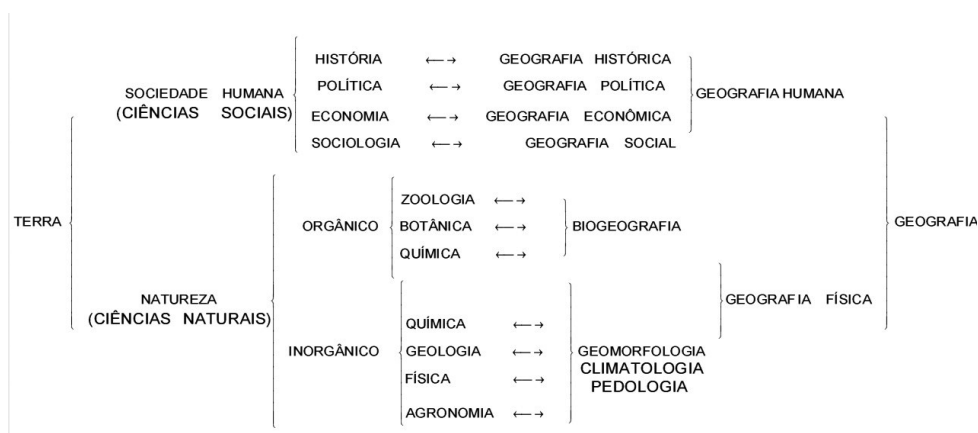 HISTÓRIA ←→ GEOGRAFIA HISTÓRICA
POLÍTICA ←→ GEOGRAFIA POLÍTICA
SOCIEDADE HUMANA
(CIÊNCIAS SOCIAIS)
GEOGRAFIA HUMANA
ECONOMIA ←→ GEOGRAFIA ECONÔMICA
SOCIOLOGIA ←→ GEOGRAFIA SOCIAL
ZOOLOGIA ←→
TERRA
ORGÂNICO
BOTÂNICA ←→
BIOGEOGRAFIA
GEOGRAFIA
QUÍMICA ←→
NATUREZA
(CIÊNCIAS NATURAIS)
GEOGRAFIA FÍSICA
QUÍMICA ←→
INORGÂNICO
GEOLOGIA ←→
FÍSICA ←→
AGRONOMIA ←→
GEOMORFOLOGIA
CLIMATOLOGIA
PEDOLOGIA